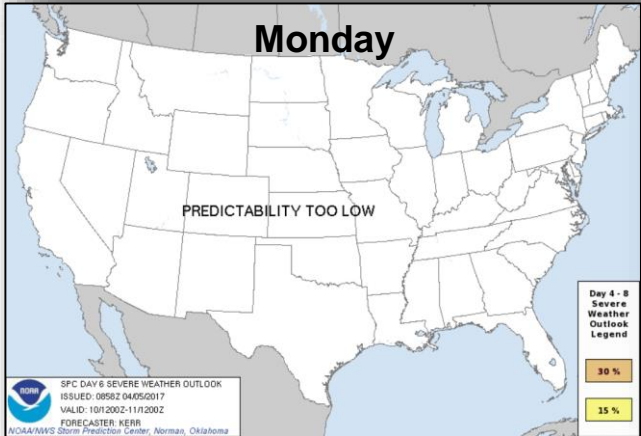 Monday
PREDICTABILITY TOO LOW
Day 4 - 8
Severe
Weather
Outlook
Legend
30 %
15 %
NOAA
SPC DAY 6 SEVERE WEATHER OUTLOOK
ISSUED: 0858Z 04/05/2017
VALID: 10/1200Z-11/1200Z
FORECASTER: KERR
NOAA/NWS Storm Prediction Center, Norman, Oklahoma